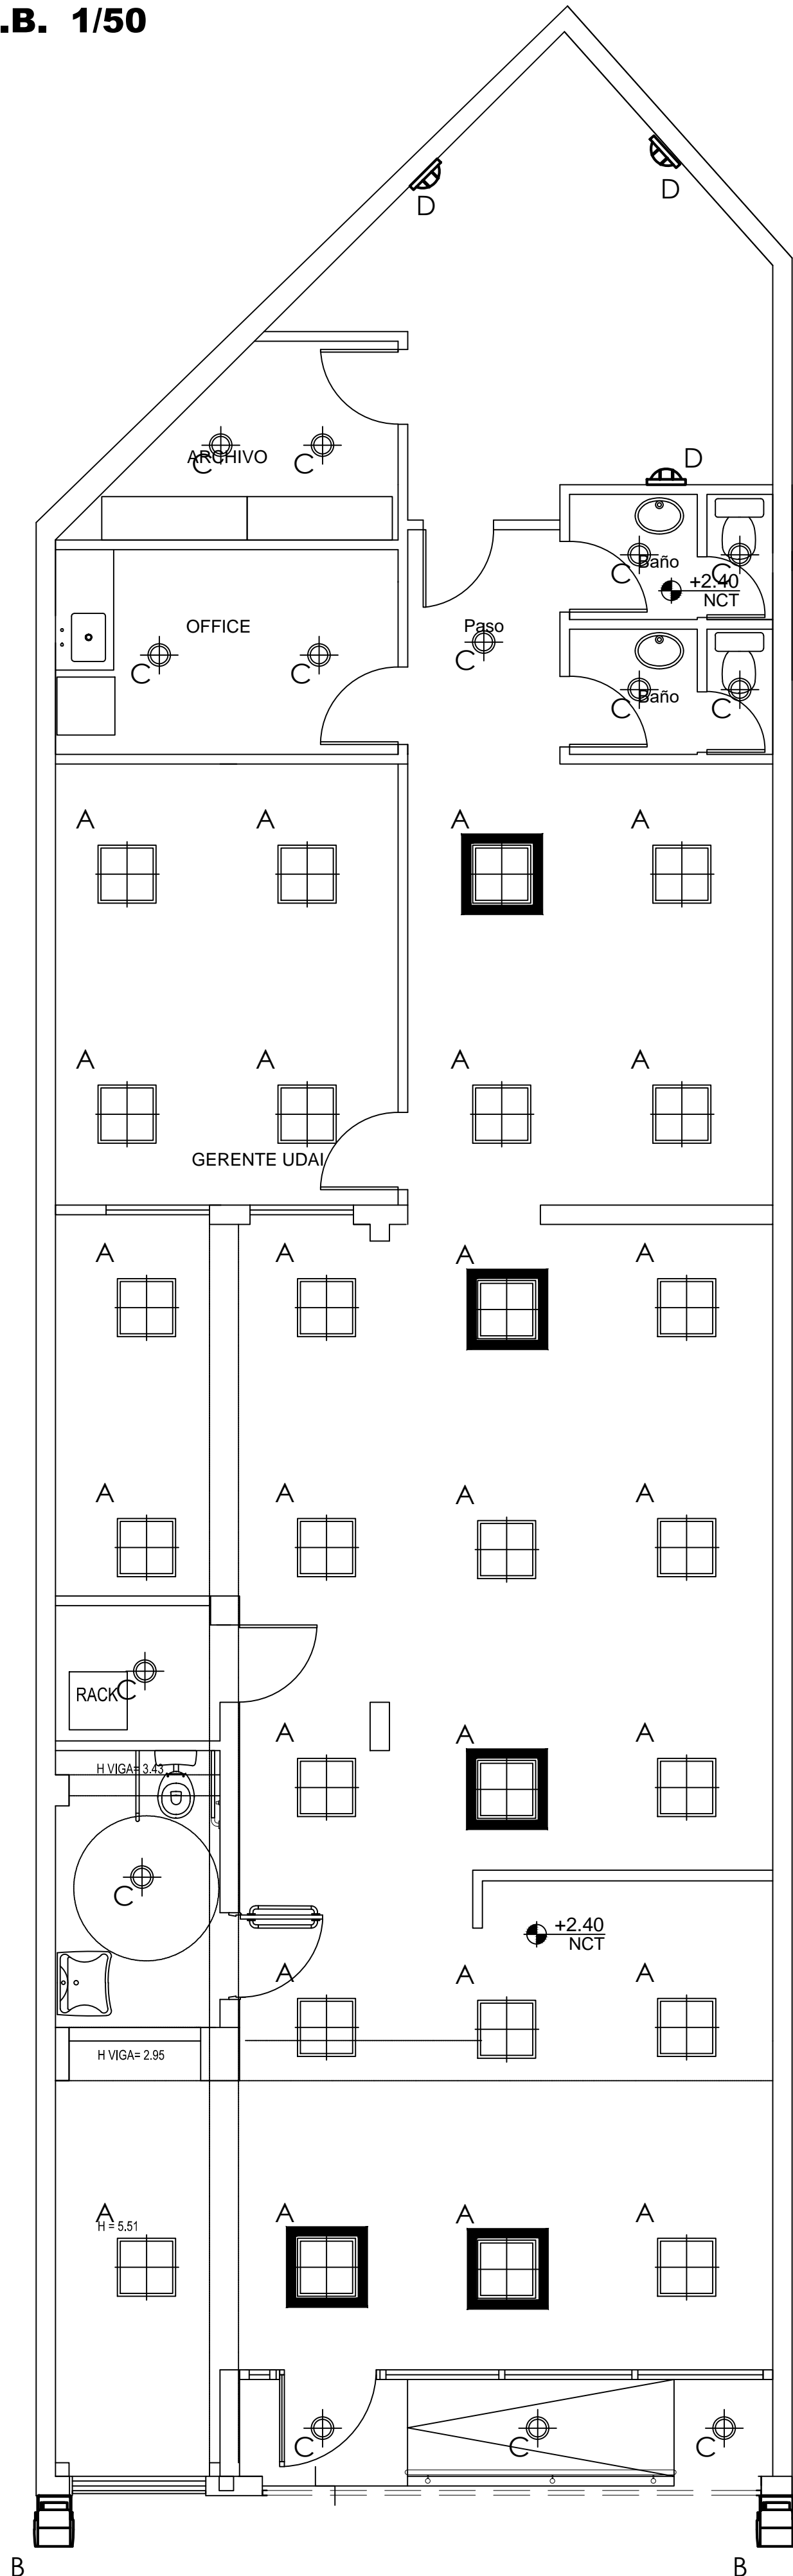 .B. 1/50
D
D
D
ARCHIVO
C C
Baño
C C
+2.40
NCT
OFFICE
Paso
C C C
Baño
C C
A A A A
A A A A
GERENTE UDAI
A A A A
A A A A
RACK C
A A A
H VIGA= 3.43
C
+2.40
NCT
A A A
H VIGA= 2.95
A A A A
H = 5.51
C C C
B B